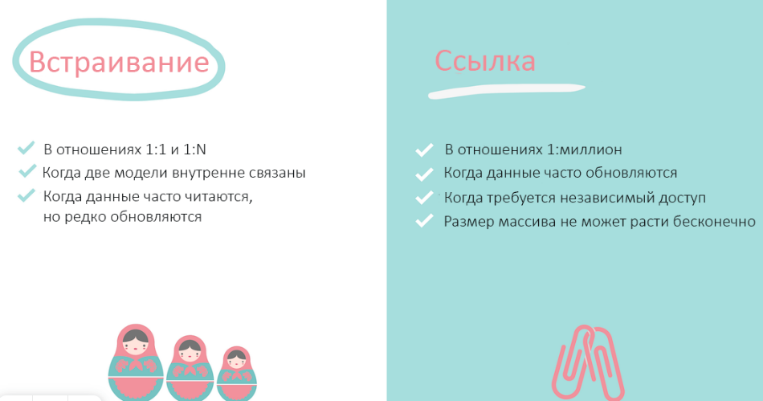 Встраивание
В отношениях 1:1 и 1:N
Когда две модели внутренне связаны
Когда данные часто читаются,
но редко обновляются
Ссылка
В отношениях 1:миллион
Когда данные часто обновляются
Когда требуется независимый доступ
Размер массива не может расти бесконечно